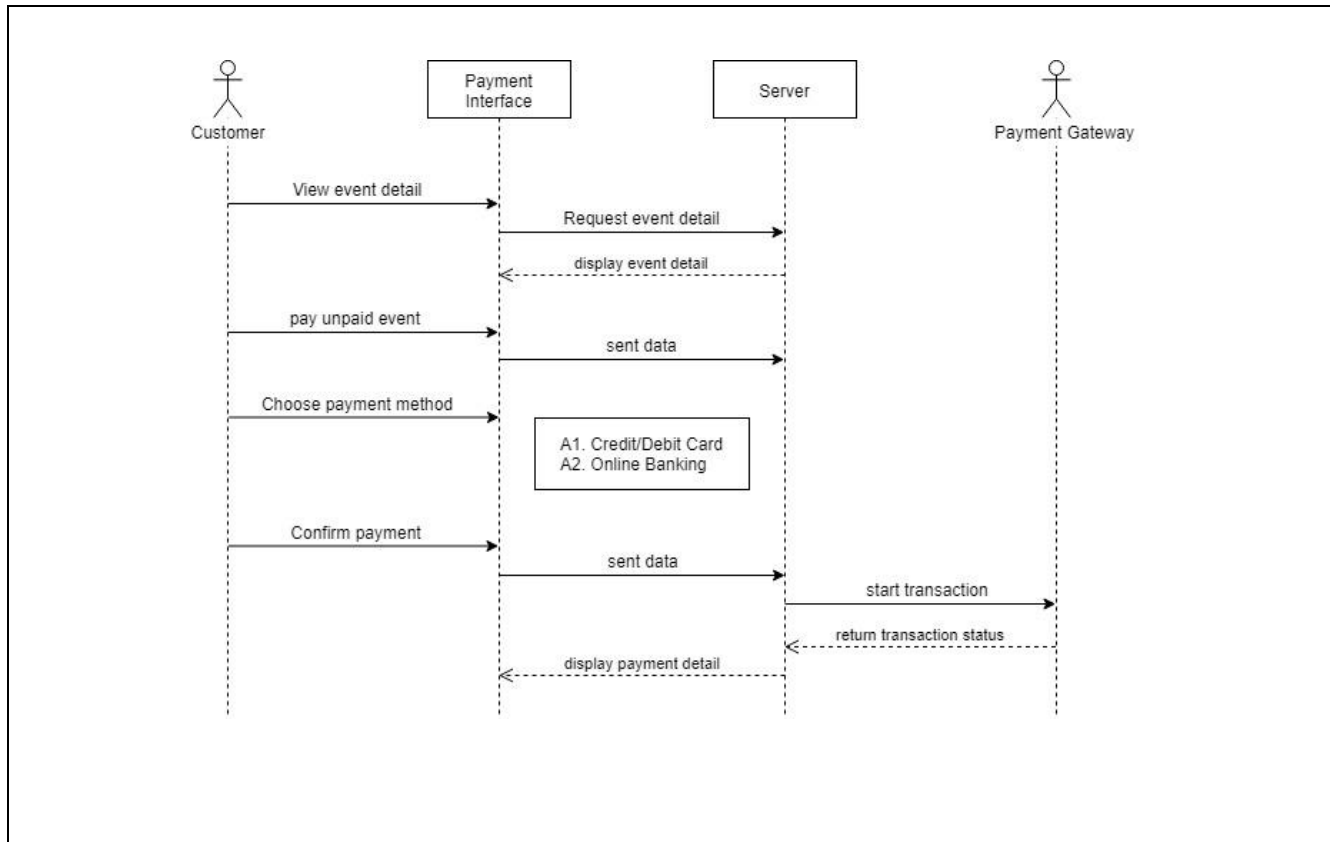 Payment
Interface
Server
Customer
Payment Gateway
View event detail
Request event detail
display event detail
pay unpaid event
sent data
Choose payment method
A1. Credit/Debit Card
A2. Online Banking
Confirm payment
sent data
start transaction
return transaction status
display payment detail